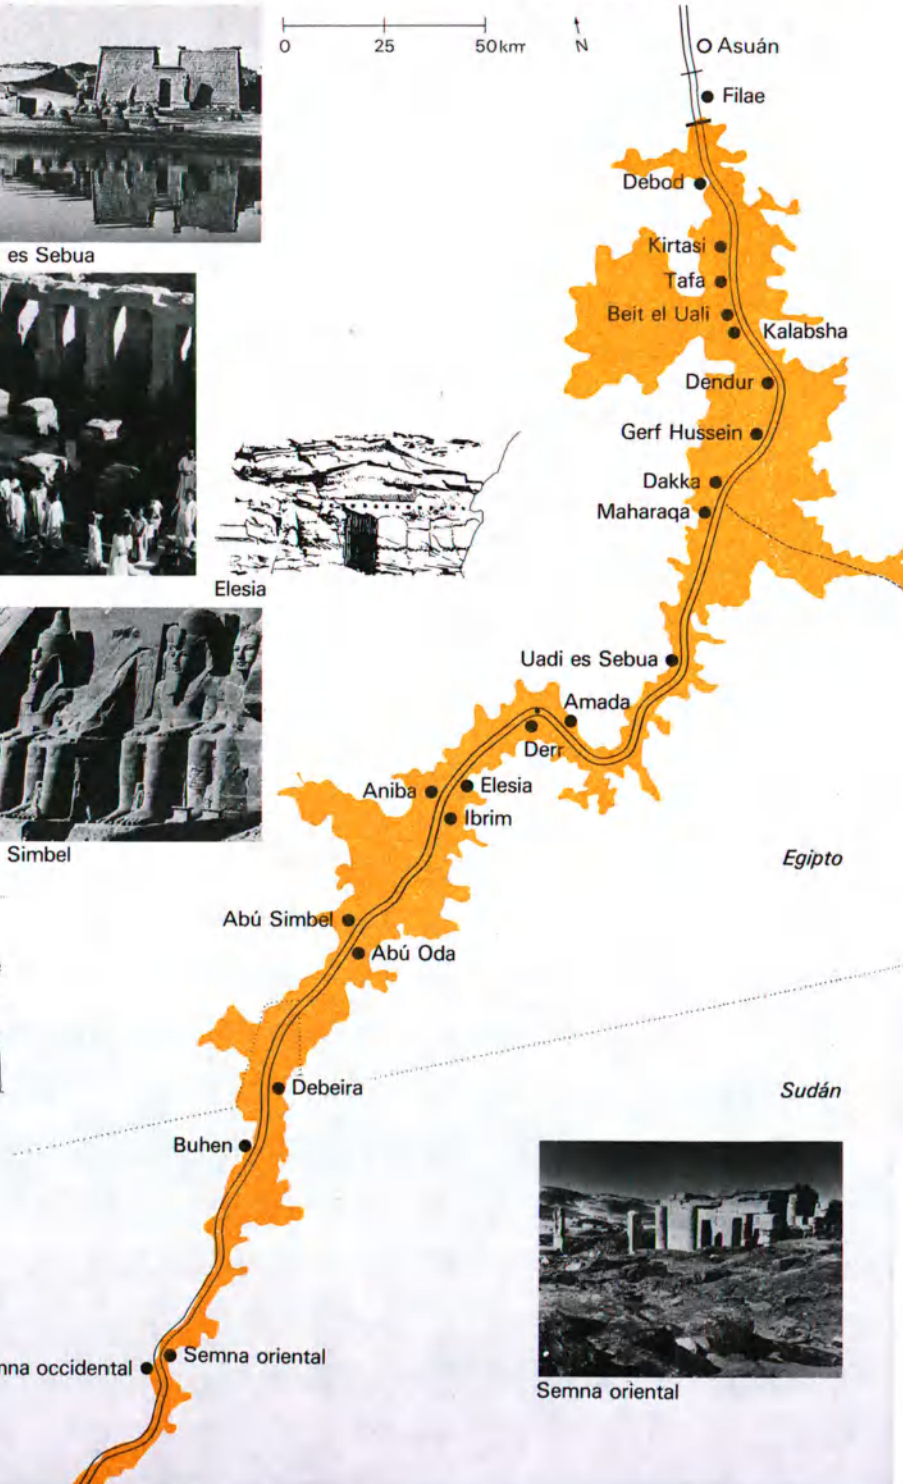 0 25 50km
N
Asuán
Filae
Debod
es Sebua
Kirtasi
Tafa
Beit el Uali
Kalabsha
Dendur
Gerf Hussein
Dakka
Maharaqa
Elesia
Uadi es Sebua
Amada
Derr
Elesia
Aniba
Ibrim
Simbel
Egipto
Abú Simbel
Abú Oda
Debeira
Sudán
Buhen
Semna oriental
nna occidental
Semna oriental